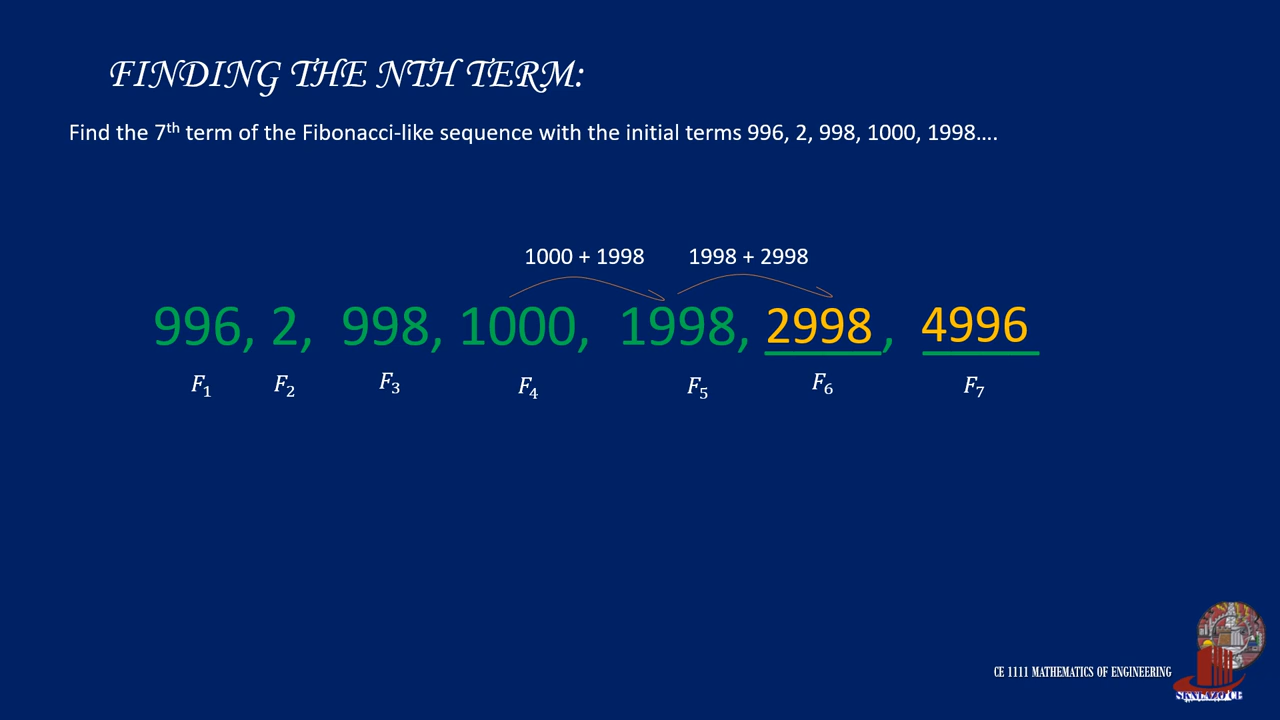 FINDING THE NTH TERM:
Find the 7th term of the Fibonacci-like sequence with the initial terms 996, 2, 998, 1000, 1998....
1000 + 1998 1998 + 2998
996, 2, 998, 1000, 1998, 2998, 4996
F1 F2 F3 F4 F5 F6 F7
CE 1111 MATHEMATICS OF ENGINEERING